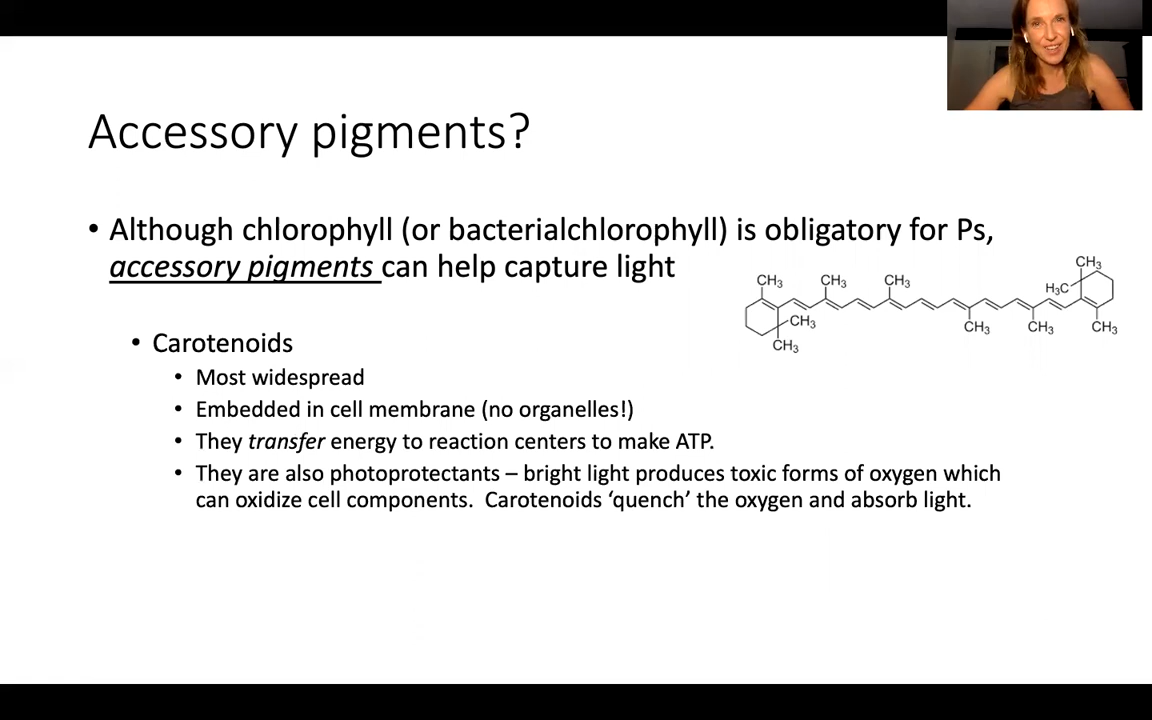 Accessory pigments?
• Although chlorophyll (or bacterialchlorophyll) is obligatory for Ps,
accessory pigments can help capture light
CH₃
CH₃
CH₃
CH₃
CH₃
CH₃
CH₃
H₃C
CH₃
CH₃
• Carotenoids
• Most widespread
• Embedded in cell membrane (no organelles!)
• They transfer energy to reaction centers to make ATP.
• They are also photoprotectants – bright light produces toxic forms of oxygen which
can oxidize cell components.  Carotenoids ‘quench’ the oxygen and absorb light.